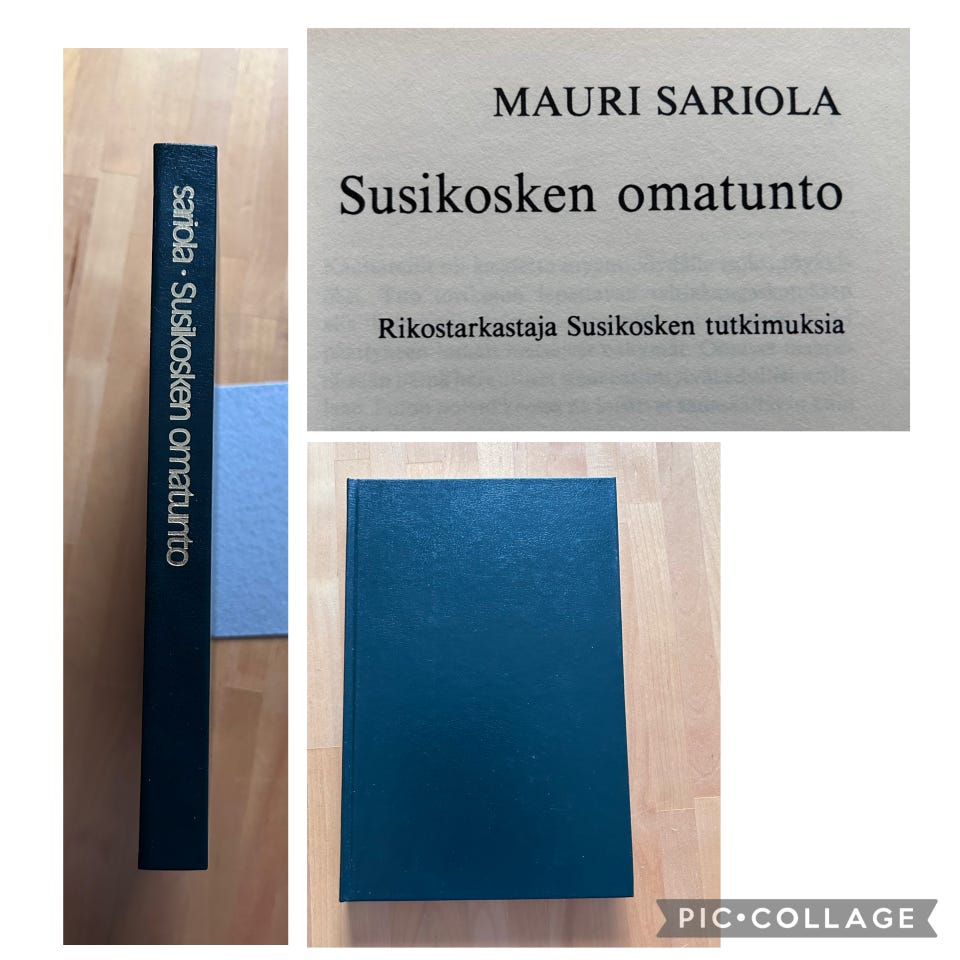 sariola · Susikosken omatunto
MAURI SARIOLA
Susikosken omatunto
Rikostarkastaja Susikosken tutkimuksia
PIC•COLLAGE